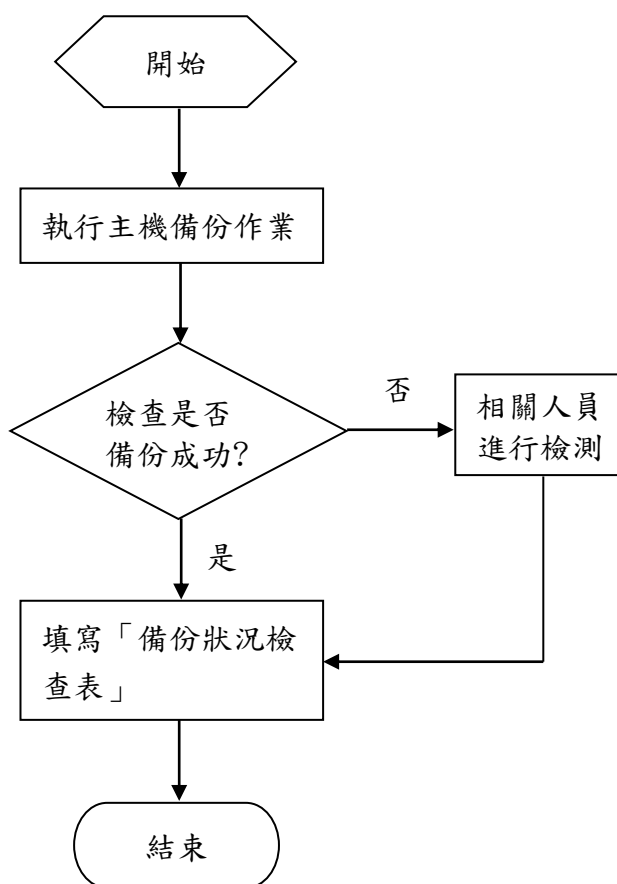 開始
執行主機備份作業
檢查是否
備份成功?
否
相關人員
進行檢測
是
填寫「備份狀況檢
查表」
結束